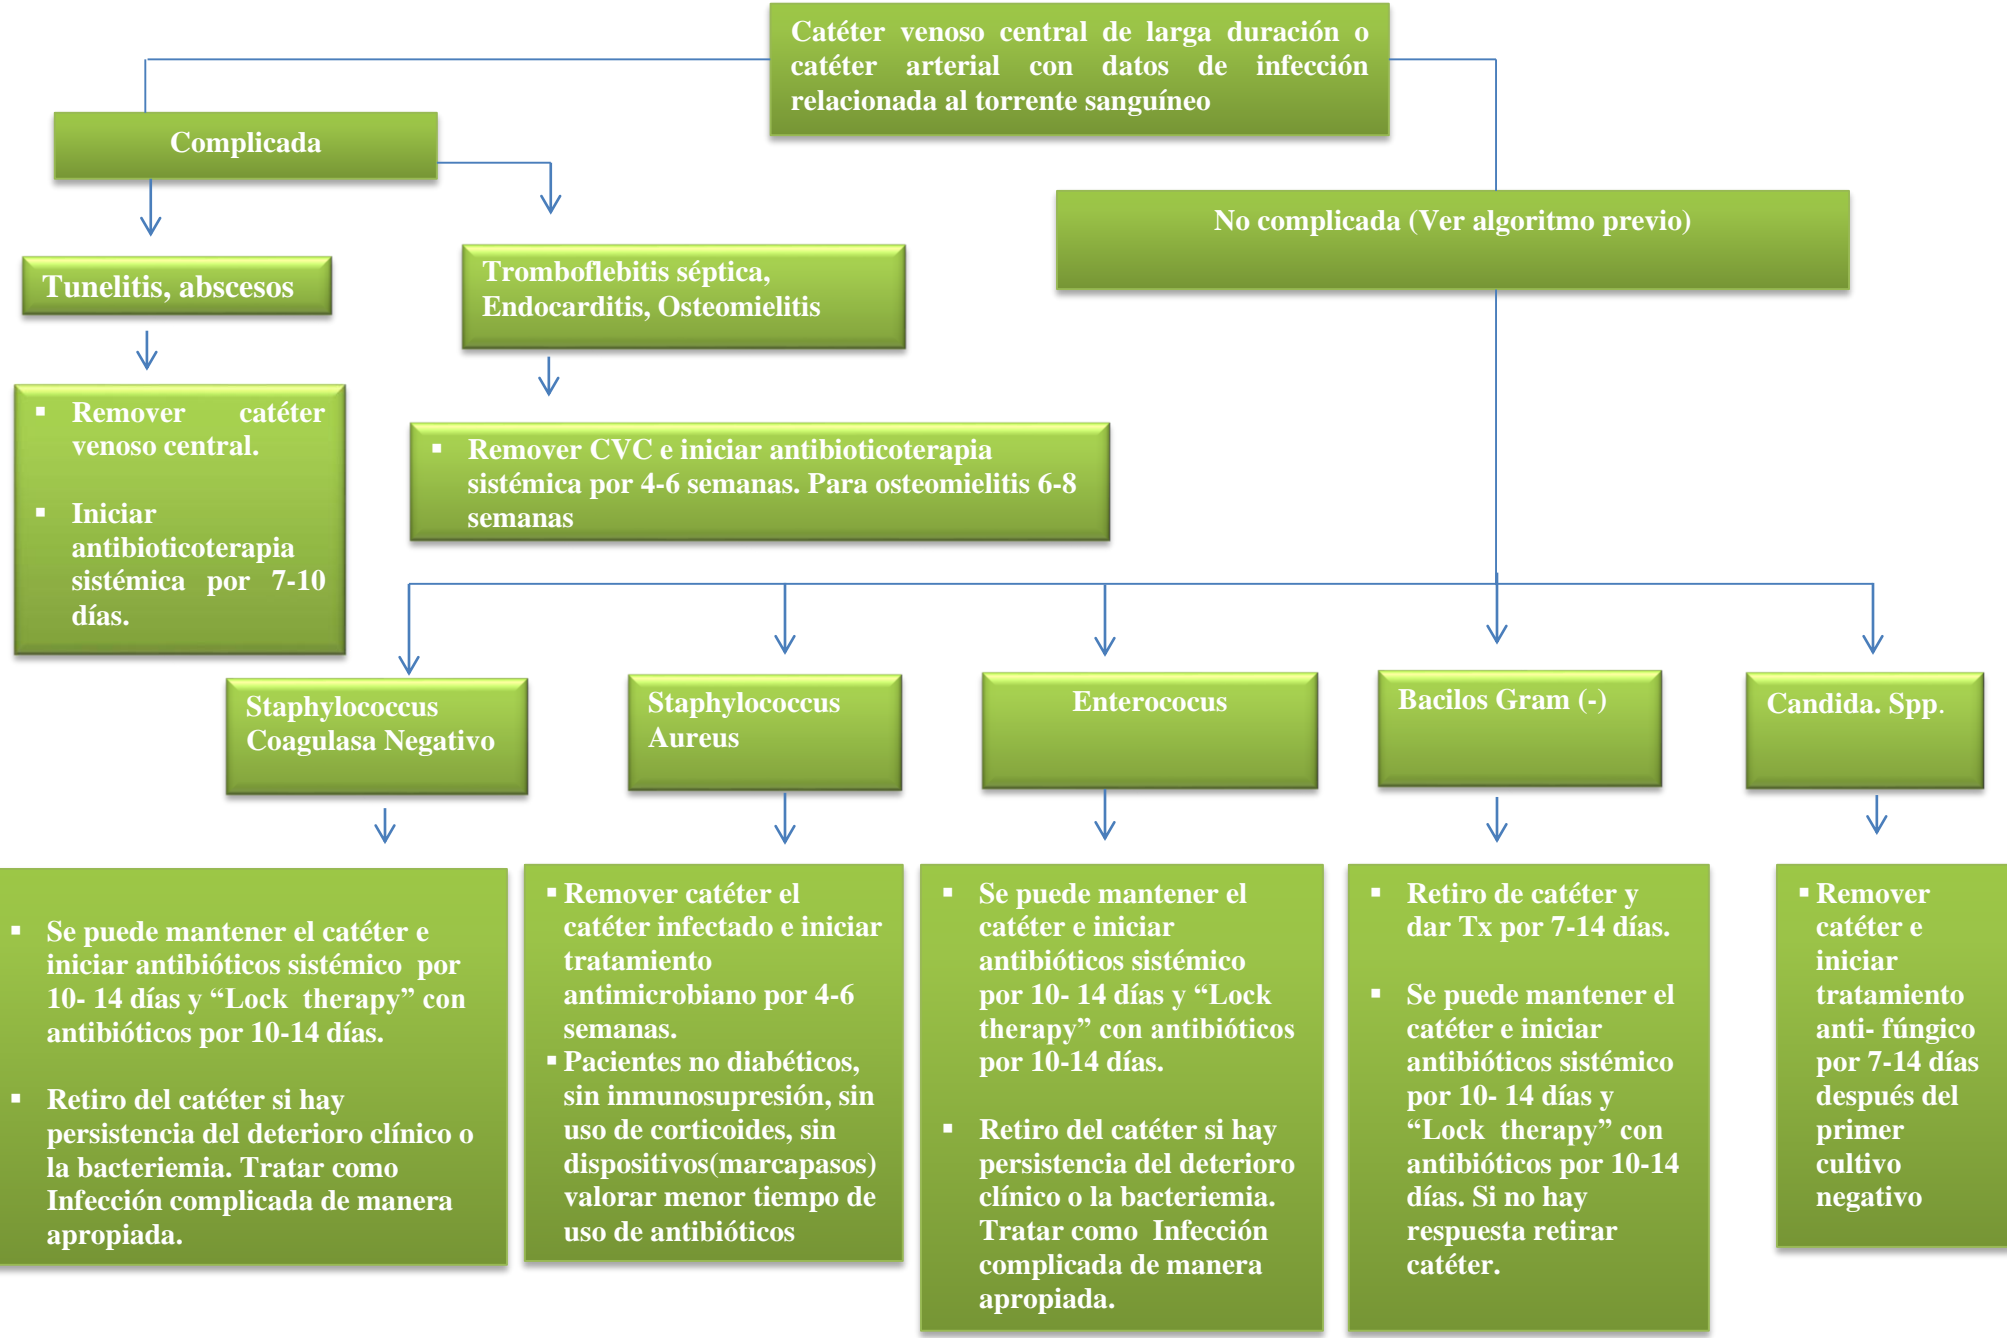 Catéter venoso central de larga duración o
catéter arterial con datos de infección
relacionada al torrente sanguíneo
Complicada
No complicada (Ver algoritmo previo)
Tunelitis, abscesos
Tromboflebitis séptica,
Endocarditis, Osteomielitis
▪ Remover catéter
venoso central.
▪ Iniciar
antibioticoterapia
sistémica por 7-10
días.
▪ Remover CVC e iniciar antibioticoterapia
sistémica por 4-6 semanas. Para osteomielitis 6-8
semanas
Staphylococcus
Coagulasa Negativo
Staphylococcus
Aureus
Enterococus
Bacilos Gram (-)
Candida. Spp.
▪ Se puede mantener el catéter e
iniciar antibióticos sistémico por
10- 14 días y “Lock therapy” con
antibióticos por 10-14 días.
▪ Retiro del catéter si hay
persistencia del deterioro clínico o
la bacteriemia. Tratar como
Infección complicada de manera
apropiada.
▪ Remover catéter el
catéter infectado e iniciar
tratamiento
antimicrobiano por 4-6
semanas.
▪ Pacientes no diabéticos,
sin inmunosupresión, sin
uso de corticoides, sin
dispositivos(marcapasos)
valorar menor tiempo de
uso de antibióticos
▪ Se puede mantener el
catéter e iniciar
antibióticos sistémico
por 10- 14 días y “Lock
therapy” con antibióticos
por 10-14 días.
▪ Retiro del catéter si hay
persistencia del deterioro
clínico o la bacteriemia.
Tratar como Infección
complicada de manera
apropiada.
▪ Retiro de catéter y
dar Tx por 7-14 días.
▪ Se puede mantener el
catéter e iniciar
antibióticos sistémico
por 10- 14 días y
“Lock therapy” con
antibióticos por 10-14
días. Si no hay
respuesta retirar
catéter.
▪ Remover
catéter e
iniciar
tratamiento
anti- fúngico
por 7-14 días
después del
primer
cultivo
negativo